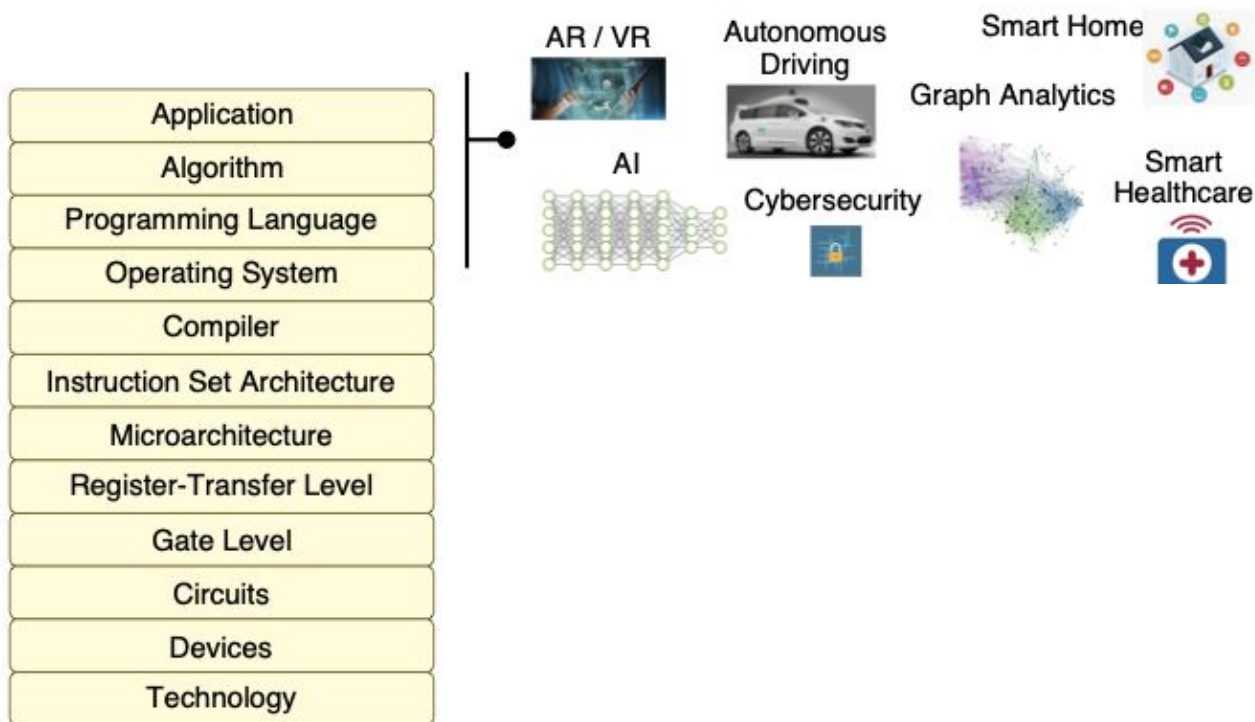 Application
Algorithm
Programming Language
Operating System
Compiler
Instruction Set Architecture
Microarchitecture
Register-Transfer Level
Gate Level
Circuits
Devices
Technology
AR / VR
Autonomous
Driving
Smart Home
Graph Analytics
AI
Cybersecurity
Smart
Healthcare